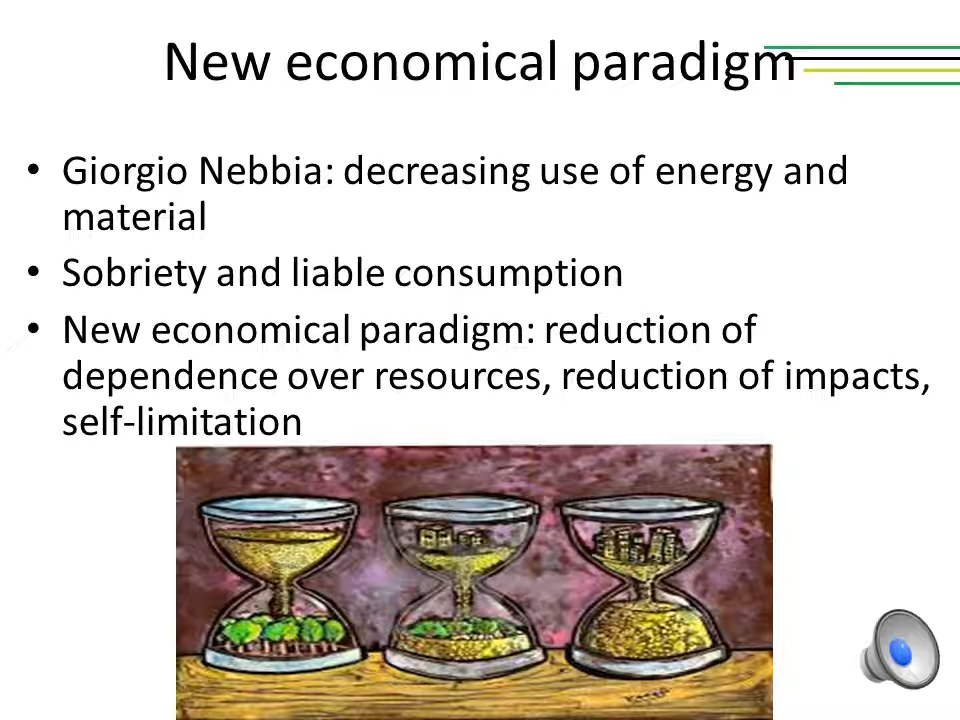 New economical paradigm
• Giorgio Nebbia: decreasing use of energy and
material
• Sobriety and liable consumption
• New economical paradigm: reduction of
dependence over resources, reduction of impacts,
self-limitation